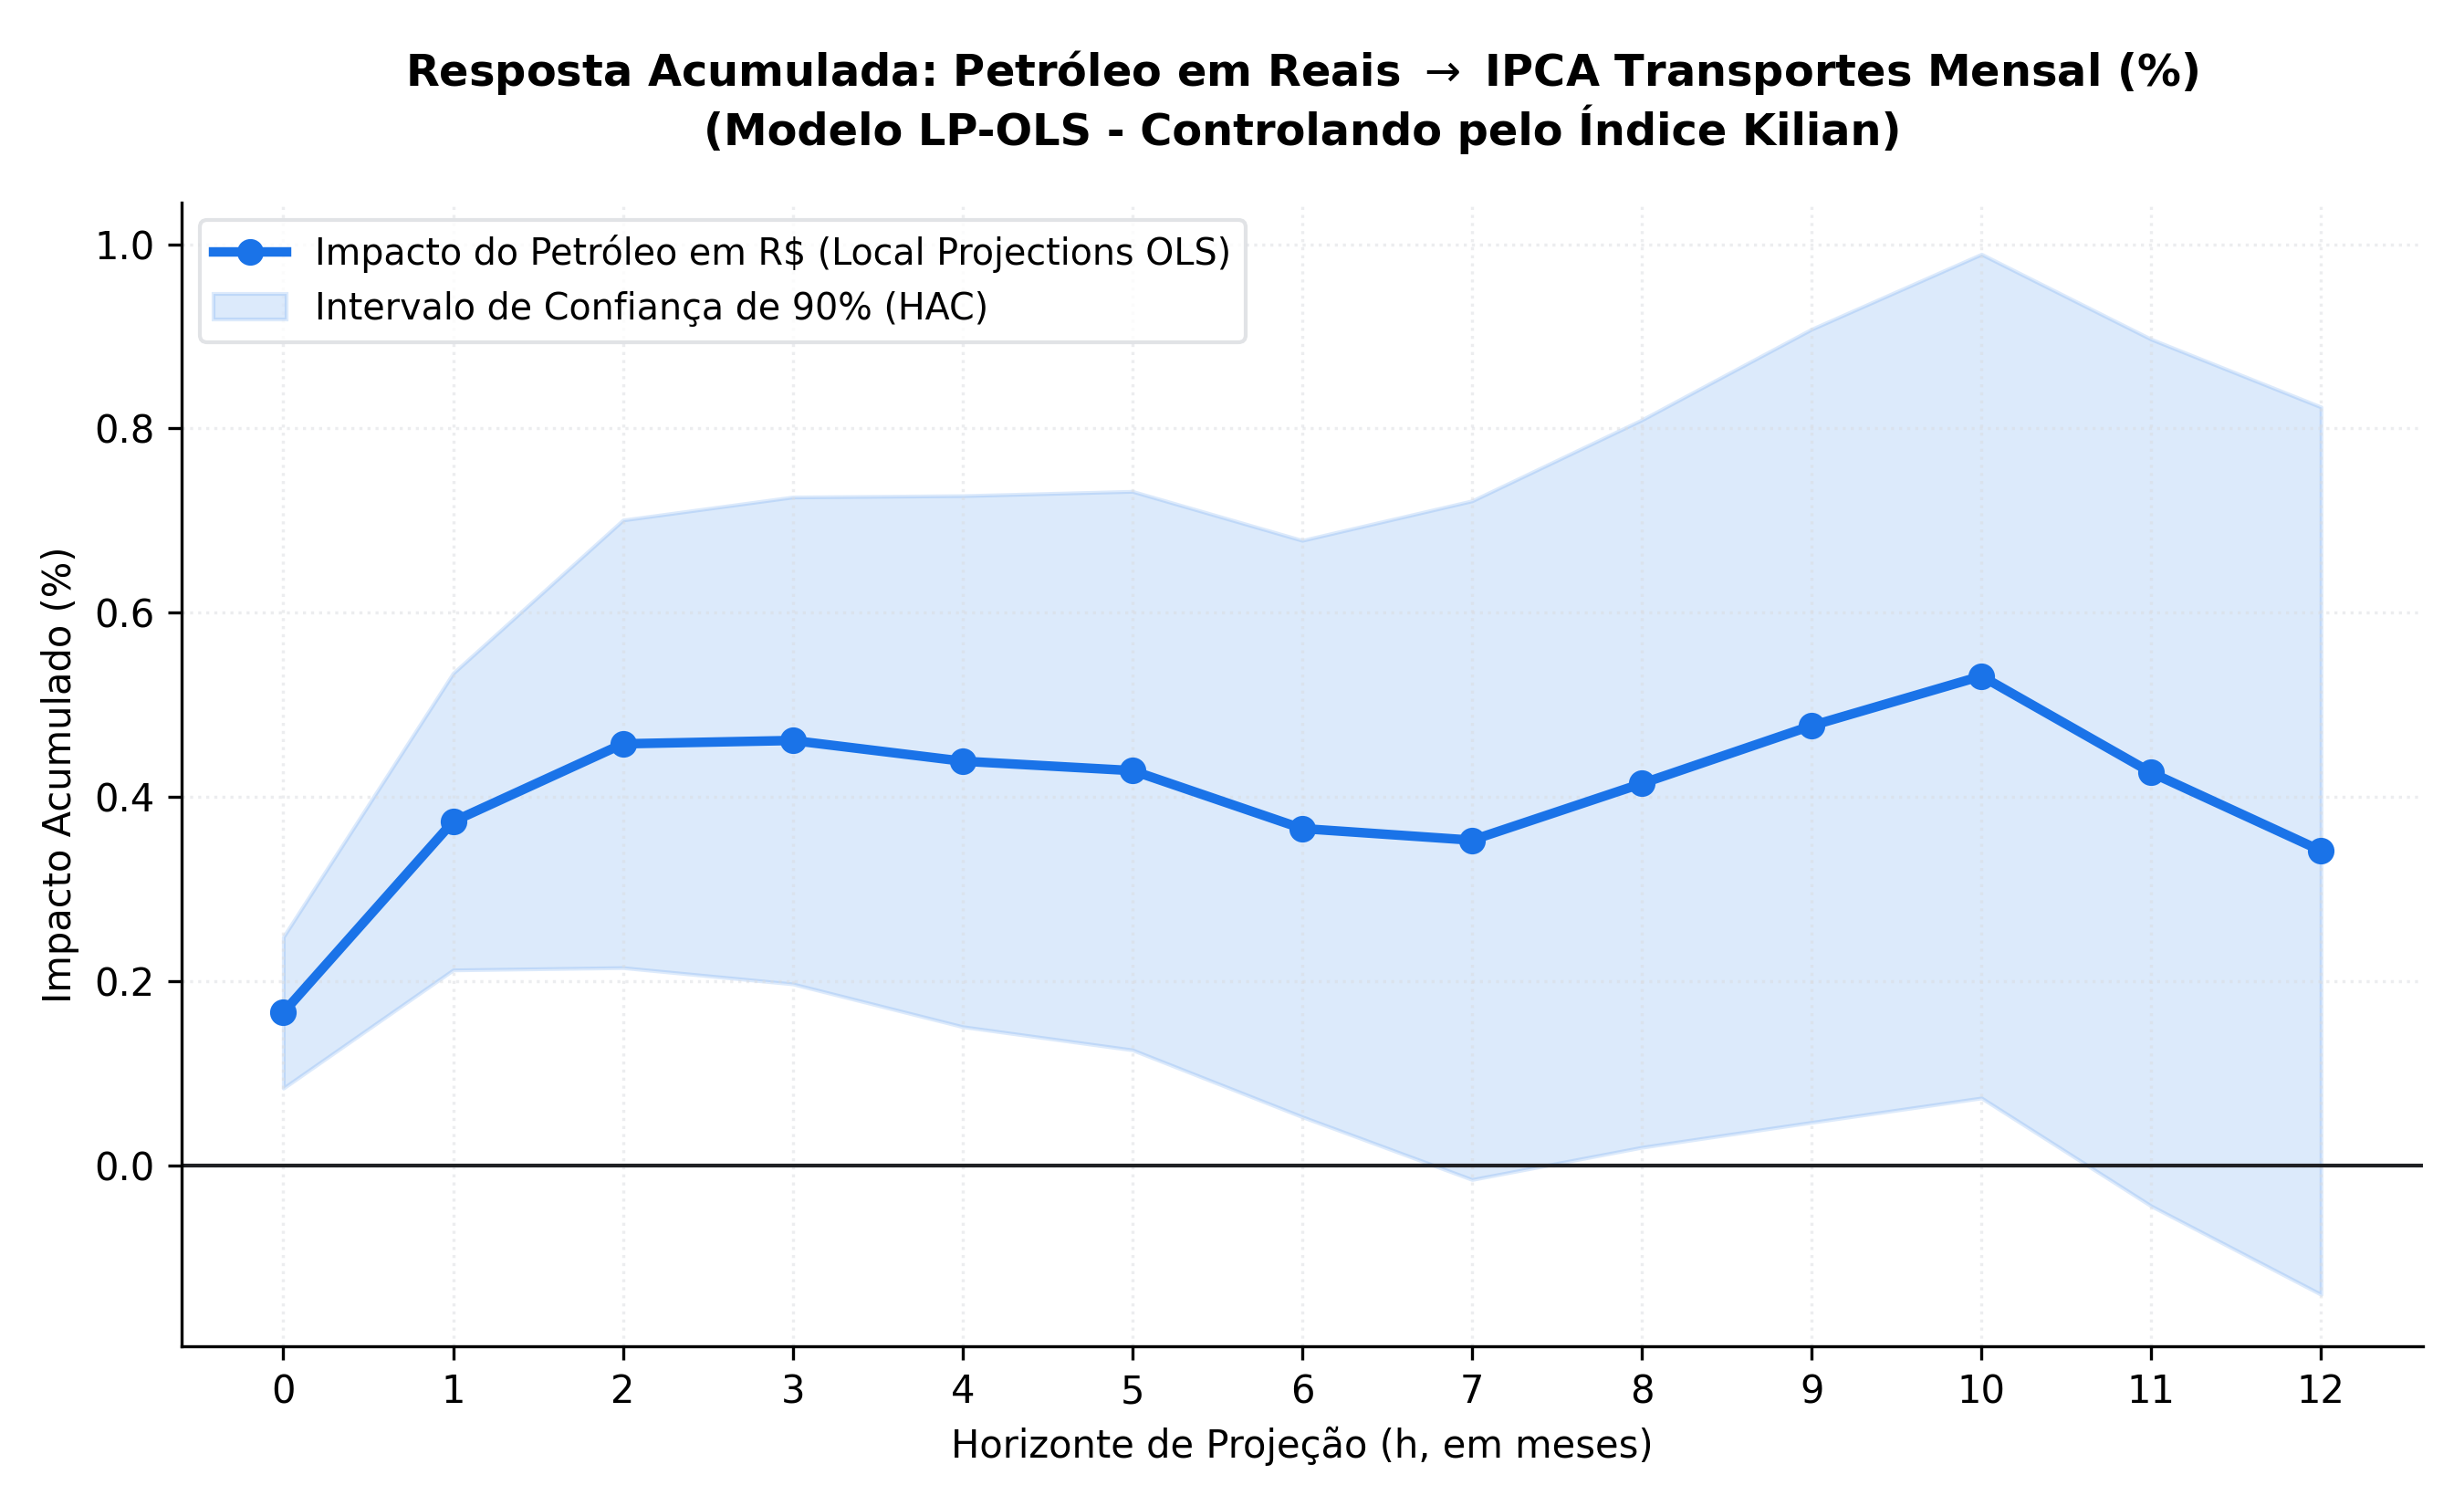 Resposta Acumulada: Petróleo em Reais → IPCA Transportes Mensal (%)
(Modelo LP-OLS - Controlando pelo Índice Kilian)
Impacto do Petróleo em R$ (Local Projections OLS)
Intervalo de Confiança de 90% (HAC)
Impacto Acumulado (%)
1.0
0.8
0.6
0.4
0.2
0.0
0 1 2 3 4 5 6 7 8 9 10 11 12
Horizonte de Projeção (h, em meses)